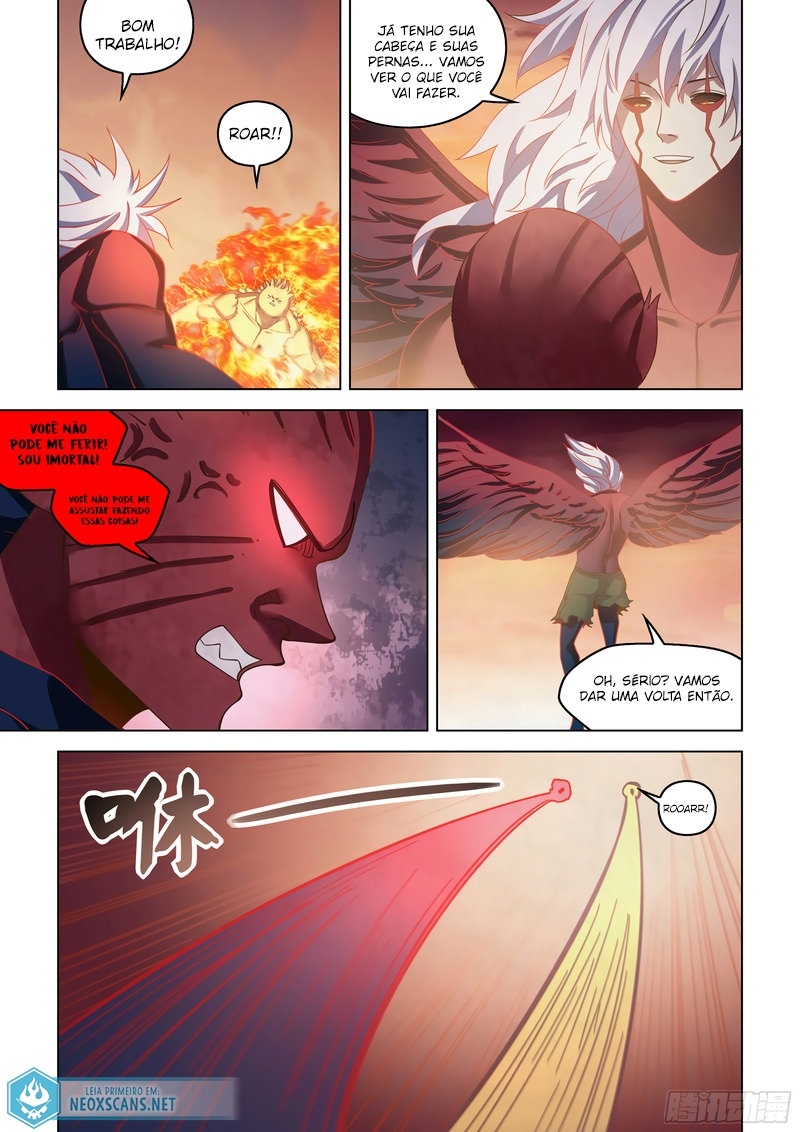 BOM
TRABALHO!
ROAR!!
JÁ TENHO SUA
CABEÇA E SUAS
PERNAS... VAMOS
VER O QUE VOCÊ
VAI FAZER.
VOCÊ NÃO
PODE ME FERIR!
SOU IMORTAL!
VOCÊ NÃO PODE ME
ASSUSTAR FAZENDO
ESSAS COISAS!
OH, SÉRIO? VAMOS
DAR UMA VOLTA ENTÃO.
咻
ROOARR!
LEIA PRIMEIRO EM:
NEOXSCANS.NET
腾讯动漫